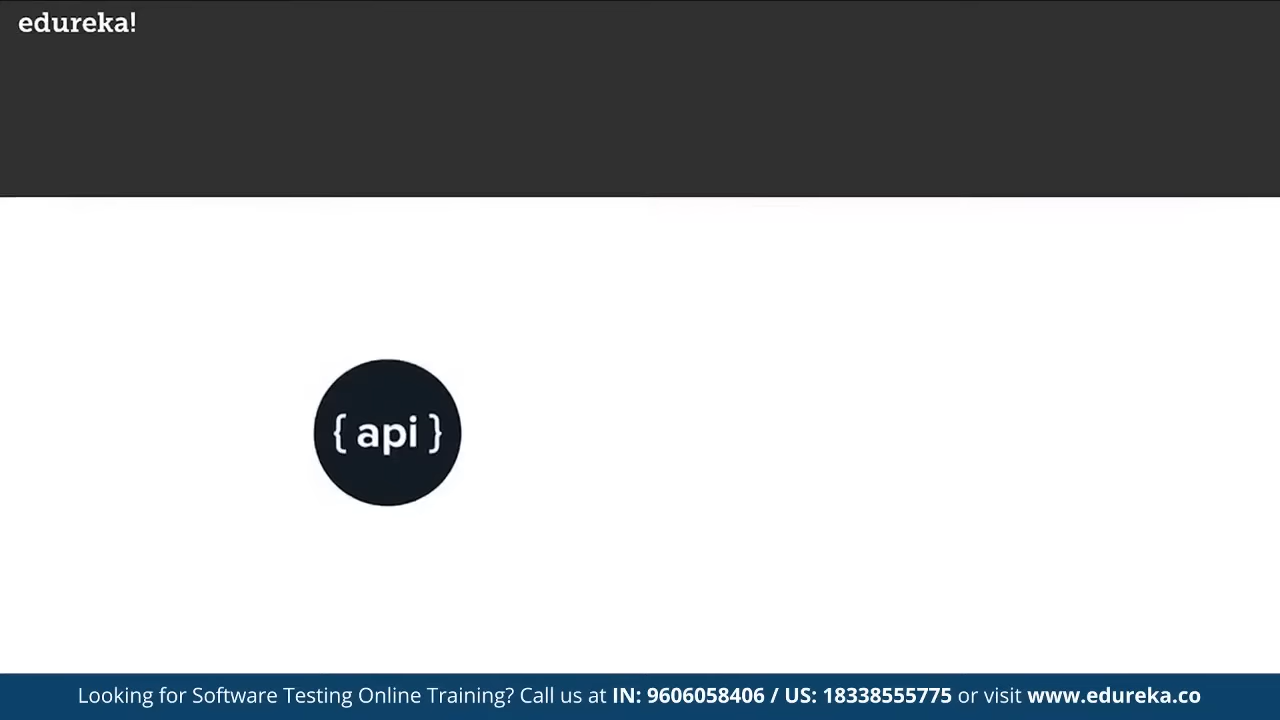 edureka!
{ api }
Looking for Software Testing Online Training? Call us at IN: 9606058406 / US: 18338555775 or visit www.edureka.co